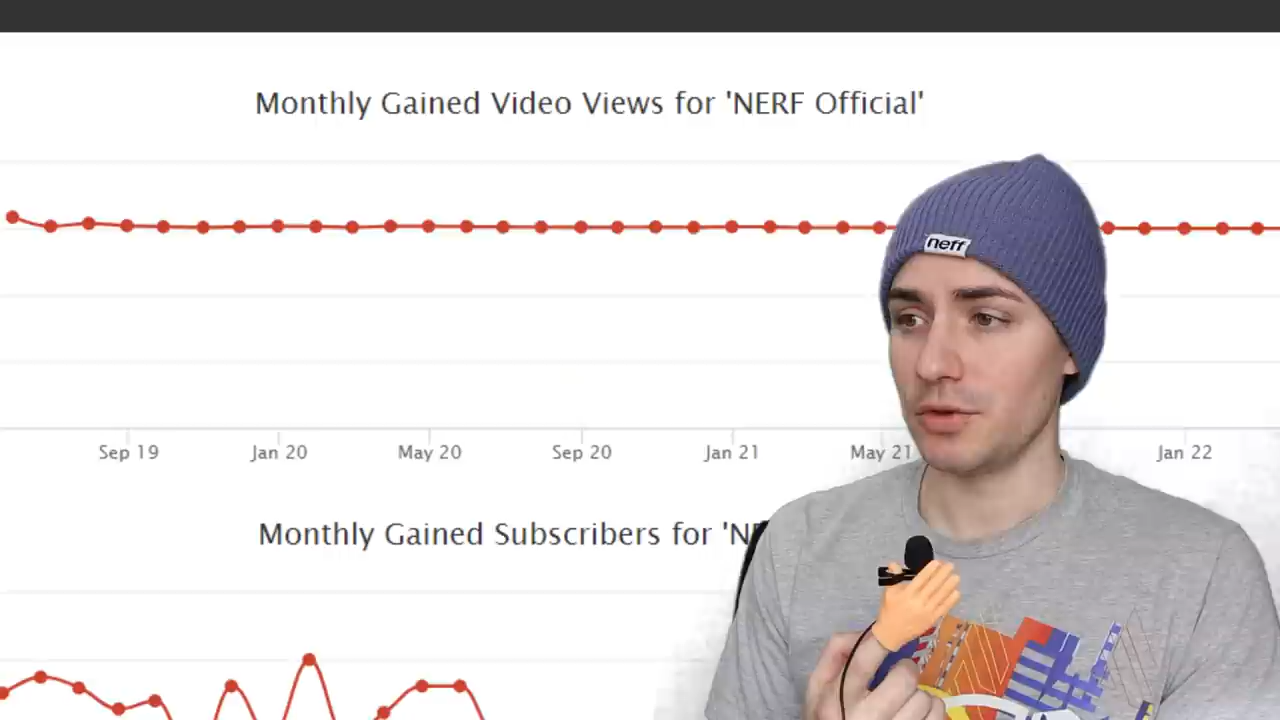 Monthly Gained Video Views for 'NERF Official'
neff
Sep 19 Jan 20 May 20 Sep 20 Jan 21 May 21 Jan 22
Monthly Gained Subscribers for